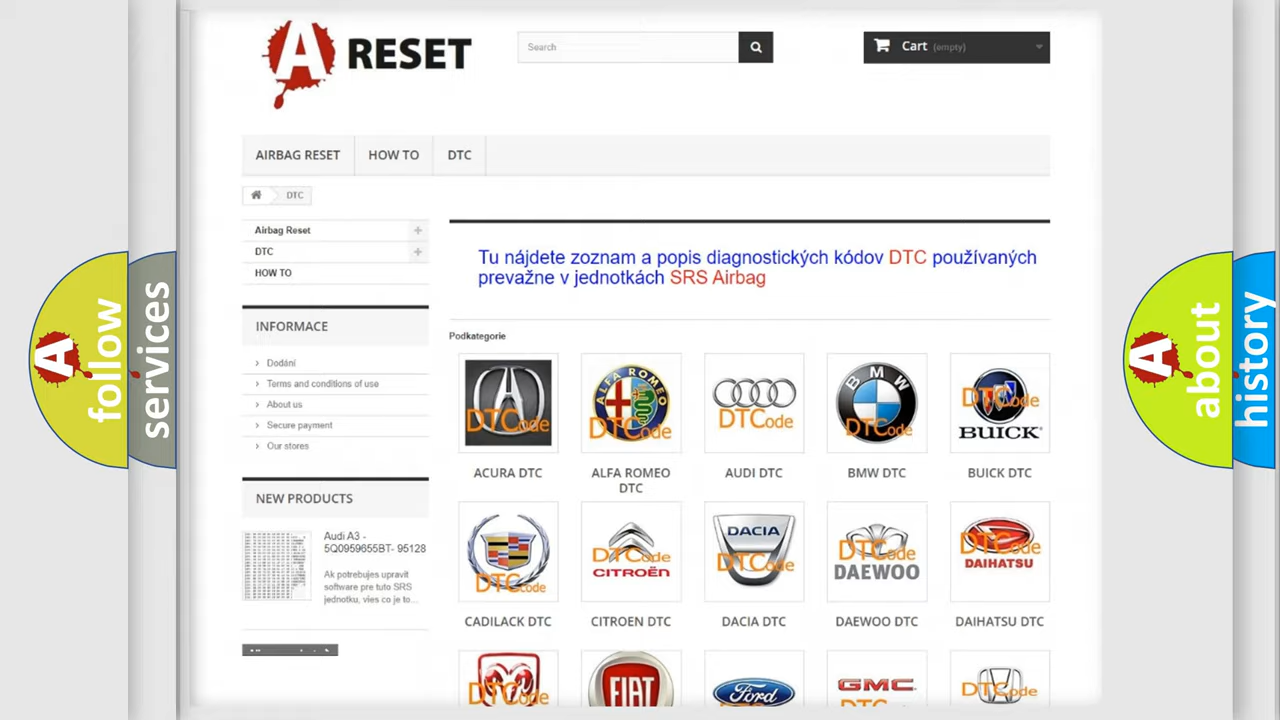 A RESET
Search
Cart (empty)
AIRBAG RESET
HOW TO
DTC
DTC
Airbag Reset
DTC
HOW TO
INFORMACE
Dodání
Terms and conditions of use
About us
Secure payment
Our stores
NEW PRODUCTS
Audi A3 -
5Q0959655BT- 95128
Ak potrebujes upravit
software pre tuto SRS
jednotku, vies co je to...
Tu nájdete zoznam a popis diagnostických kódov DTC používaných
prevažne v jednotkách SRS Airbag
Podkategorie
DTCode
ALFA ROMEO
DTCode
DTCode
BMW
DTCode
DTCode
BUICK
ACURA DTC
ALFA ROMEO
DTC
AUDI DTC
BMW DTC
BUICK DTC
DTCode
DTCode
CITROËN
DACIA
DTCode
DTCode
DAEWOO
DTCode
DAIHATSU
CADILACK DTC
CITROEN DTC
DACIA DTC
DAEWOO DTC
DAIHATSU DTC
DTCode
FIAT
Ford
GMC
DTCode
A follow
services
A about
history